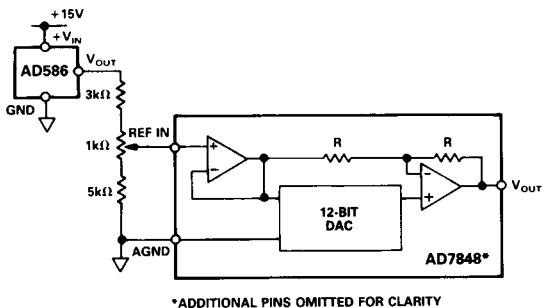 +15V
+VIN
VOUT
AD586
3kΩ
GND
REF IN
R
R
1kΩ
+
−
−
+
VOUT
5kΩ
12-BIT
DAC
AGND
AD7848*
*ADDITIONAL PINS OMITTED FOR CLARITY